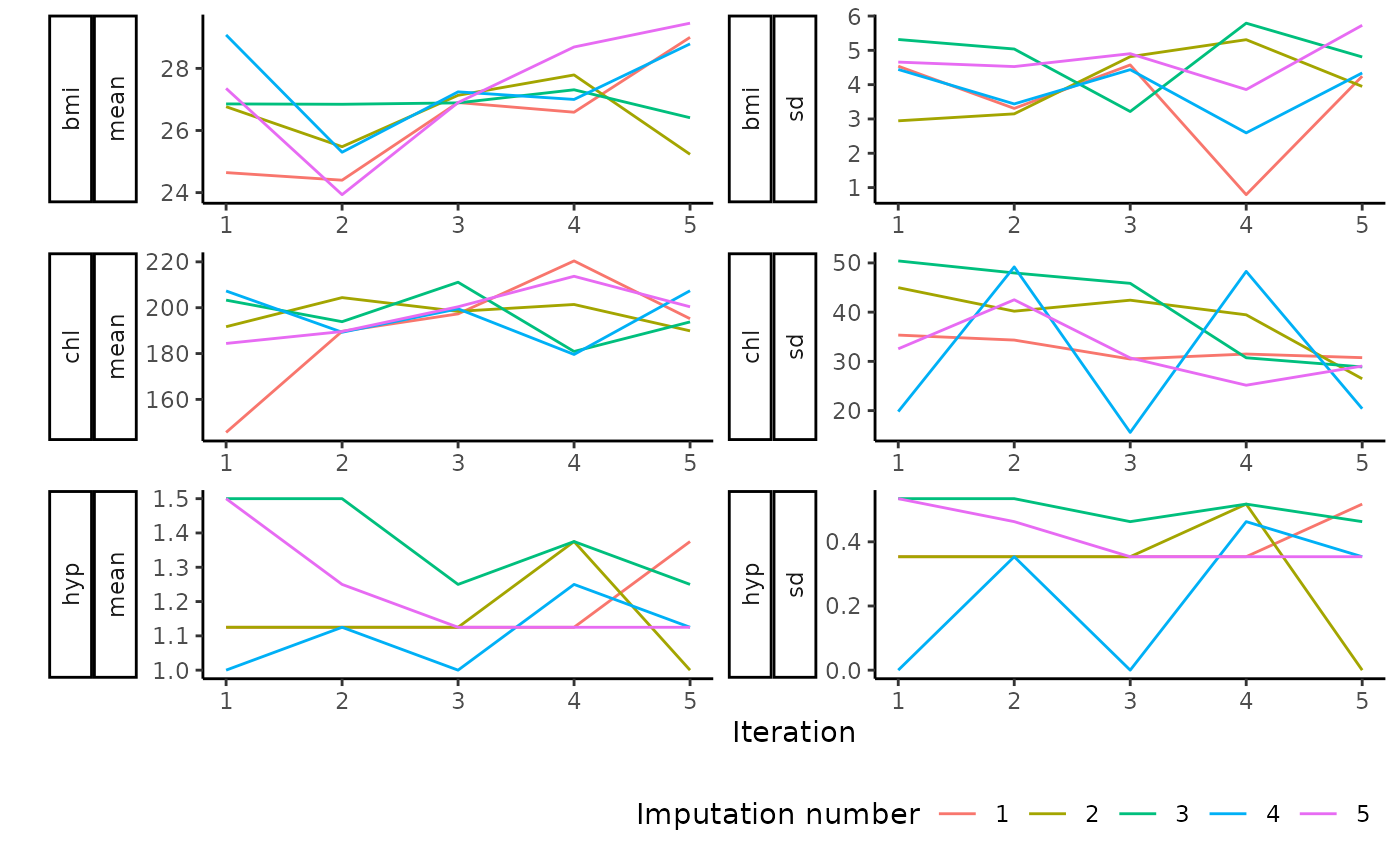 bmi
mean
28
26
24
1 2 3 4 5
bmi
sd
6
5
4
3
2
1
1 2 3 4 5
chl
mean
220
200
180
160
1 2 3 4 5
chl
sd
50
40
30
20
1 2 3 4 5
hyp
mean
1.5
1.4
1.3
1.2
1.1
1.0
1 2 3 4 5
hyp
sd
0.4
0.2
0.0
1 2 3 4 5
Iteration
Imputation number 1 2 3 4 5